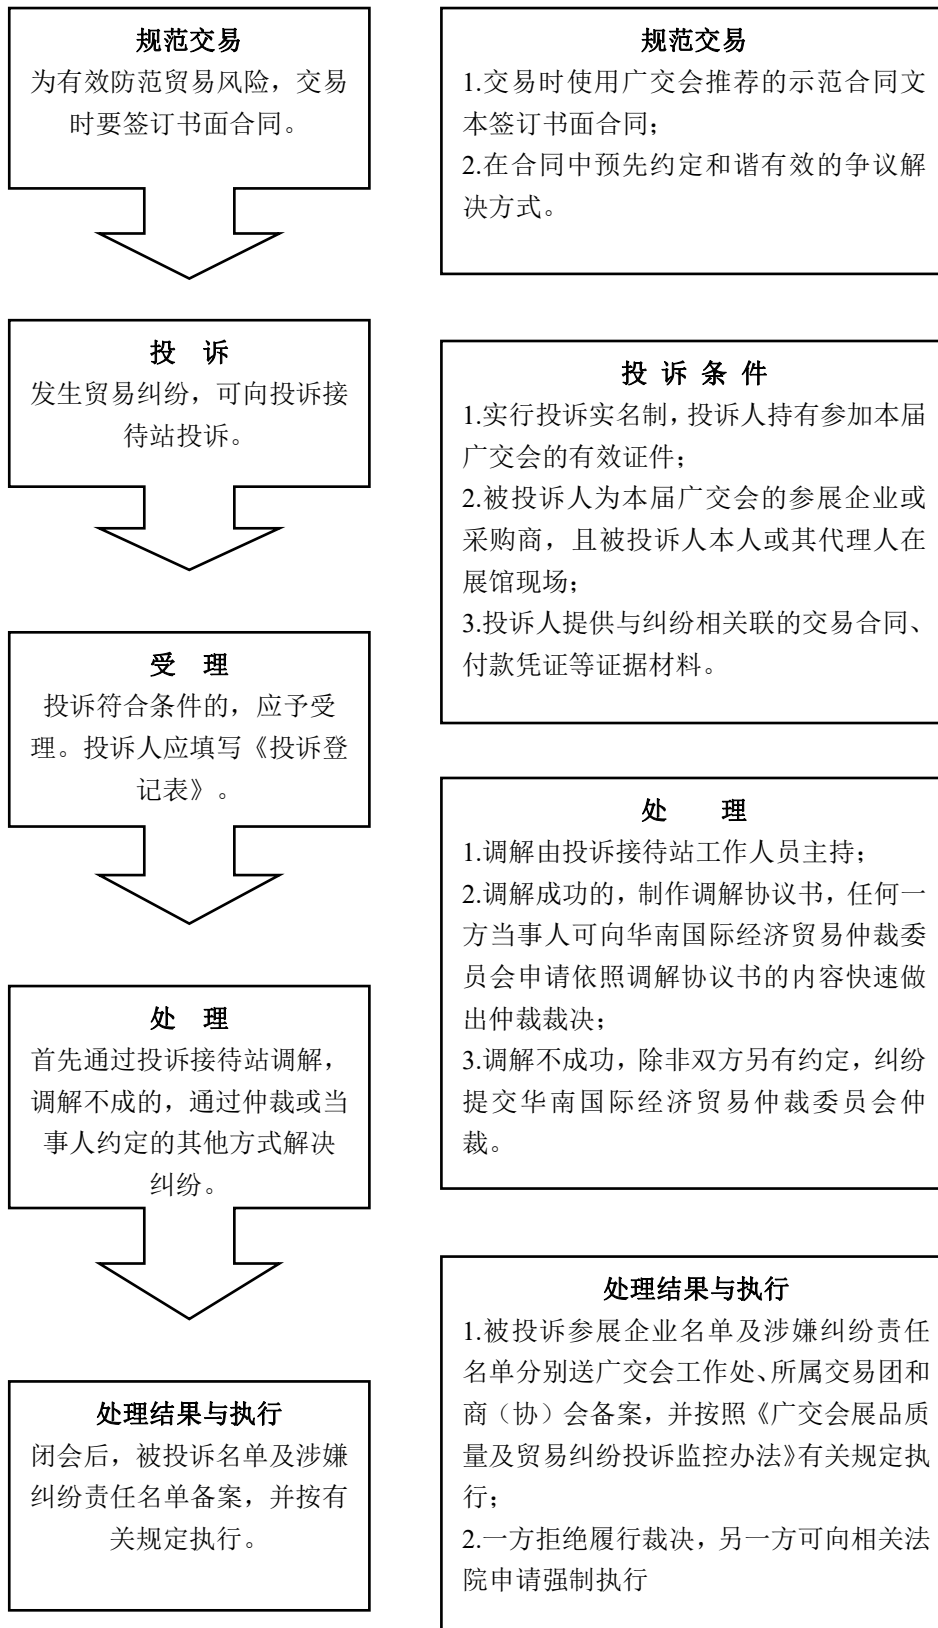 规范交易
为有效防范贸易风险，交易
时要签订书面合同。
投 诉
发生贸易纠纷，可向投诉接
待站投诉。
受 理
投诉符合条件的，应予受
理。投诉人应填写《投诉登
记表》。
处 理
首先通过投诉接待站调解，
调解不成的，通过仲裁或当
事人约定的其他方式解决
纠纷。
处理结果与执行
闭会后，被投诉名单及涉嫌
纠纷责任名单备案，并按有
关规定执行。
规范交易
1.交易时使用广交会推荐的示范合同文
本签订书面合同；
2.在合同中预先约定和谐有效的争议解
决方式。
投 诉 条 件
1.实行投诉实名制，投诉人持有参加本届
广交会的有效证件；
2.被投诉人为本届广交会的参展企业或
采购商，且被投诉人本人或其代理人在
展馆现场；
3.投诉人提供与纠纷相关联的交易合同、
付款凭证等证据材料。
处 理
1.调解由投诉接待站工作人员主持；
2.调解成功的，制作调解协议书，任何一
方当事人可向华南国际经济贸易仲裁委
员会申请依照调解协议书的内容快速做
出仲裁裁决；
3.调解不成功，除非双方另有约定，纠纷
提交华南国际经济贸易仲裁委员会仲
裁。
处理结果与执行
1.被投诉参展企业名单及涉嫌纠纷责任
名单分别送广交会工作处、所属交易团和
商（协）会备案，并按照《广交会展品质
量及贸易纠纷投诉监控办法》有关规定执
行；
2.一方拒绝履行裁决，另一方可向相关法
院申请强制执行